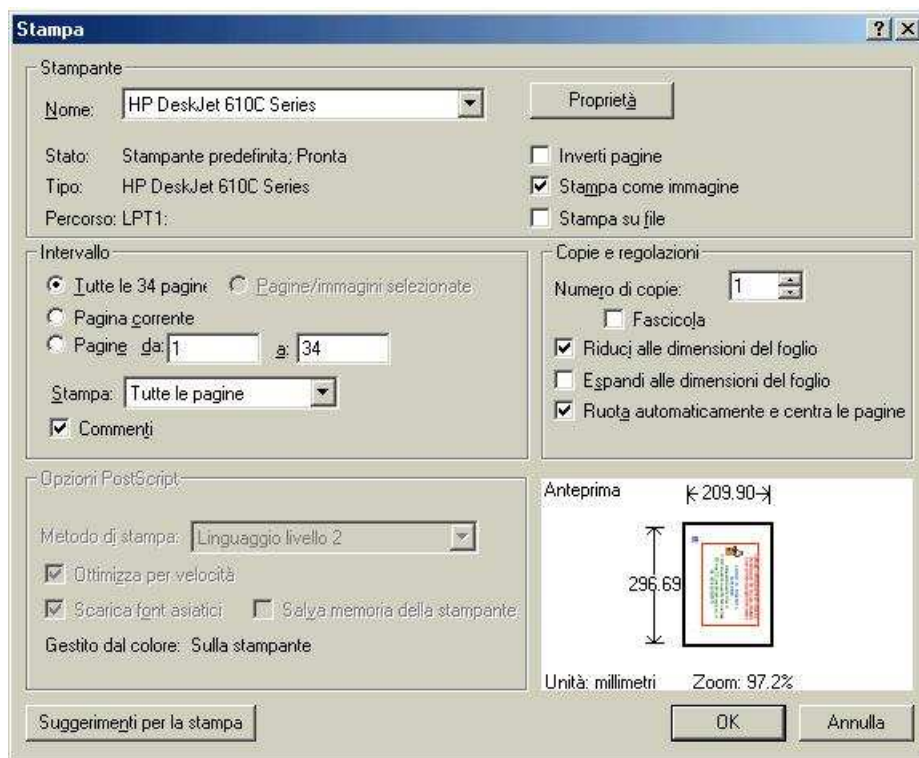 Stampa
Stampante
Nome: HP DeskJet 610C Series
Proprietà
Stato: Stampante predefinita; Pronta
Tipo: HP DeskJet 610C Series
Percorso: LPT1:
Inverti pagine
Stampa come immagine
Stampa su file
Intervallo
Tutte le 34 pagine
Pagine/immagini selezionate
Pagina corrente
Pagine da: 1 a: 34
Stampa: Tutte le pagine
Commenti
Copie e regolazioni
Numero di copie: 1
Fascicola
Riduci alle dimensioni del foglio
Espandi alle dimensioni del foglio
Ruota automaticamente e centra le pagine
Opzioni PostScript
Metodo di stampa: Linguaggio livello 2
Ottimizza per velocità
Scarica font asiatici
Salva memoria della stampante
Gestito dal colore: Sulla stampante
Anteprima
209.90
296.69
Unità: millimetri Zoom: 97.2%
Suggerimenti per la stampa
OK
Annulla